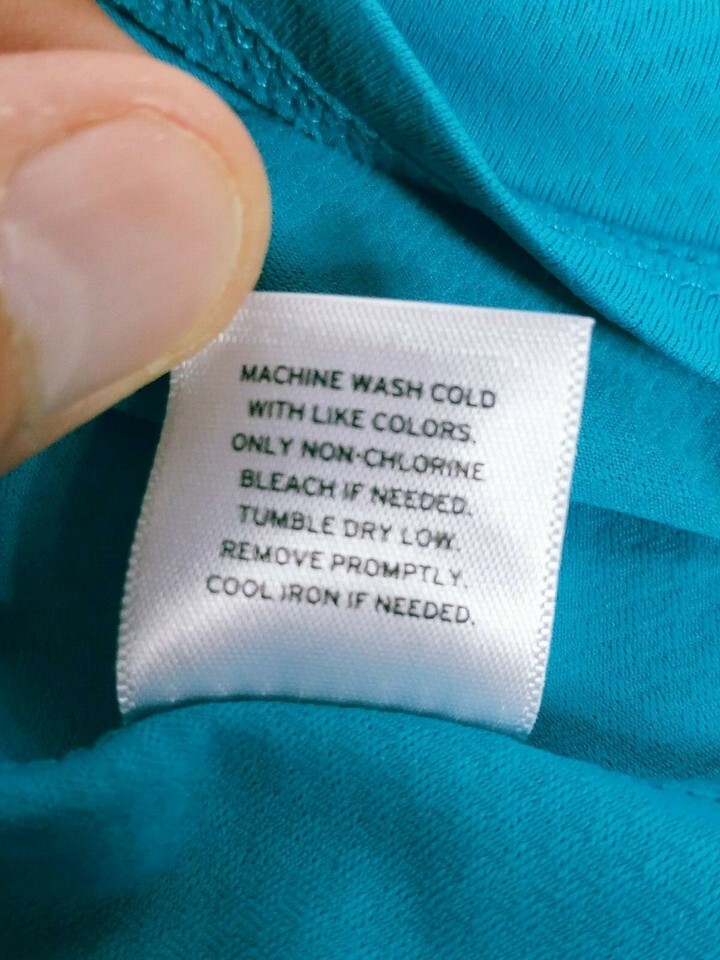 MACHINE WASH COLD
WITH LIKE COLORS.
ONLY NON-CHLORINE
BLEACH IF NEEDED.
TUMBLE DRY LOW.
REMOVE PROMPTLY.
COOL IRON IF NEEDED.